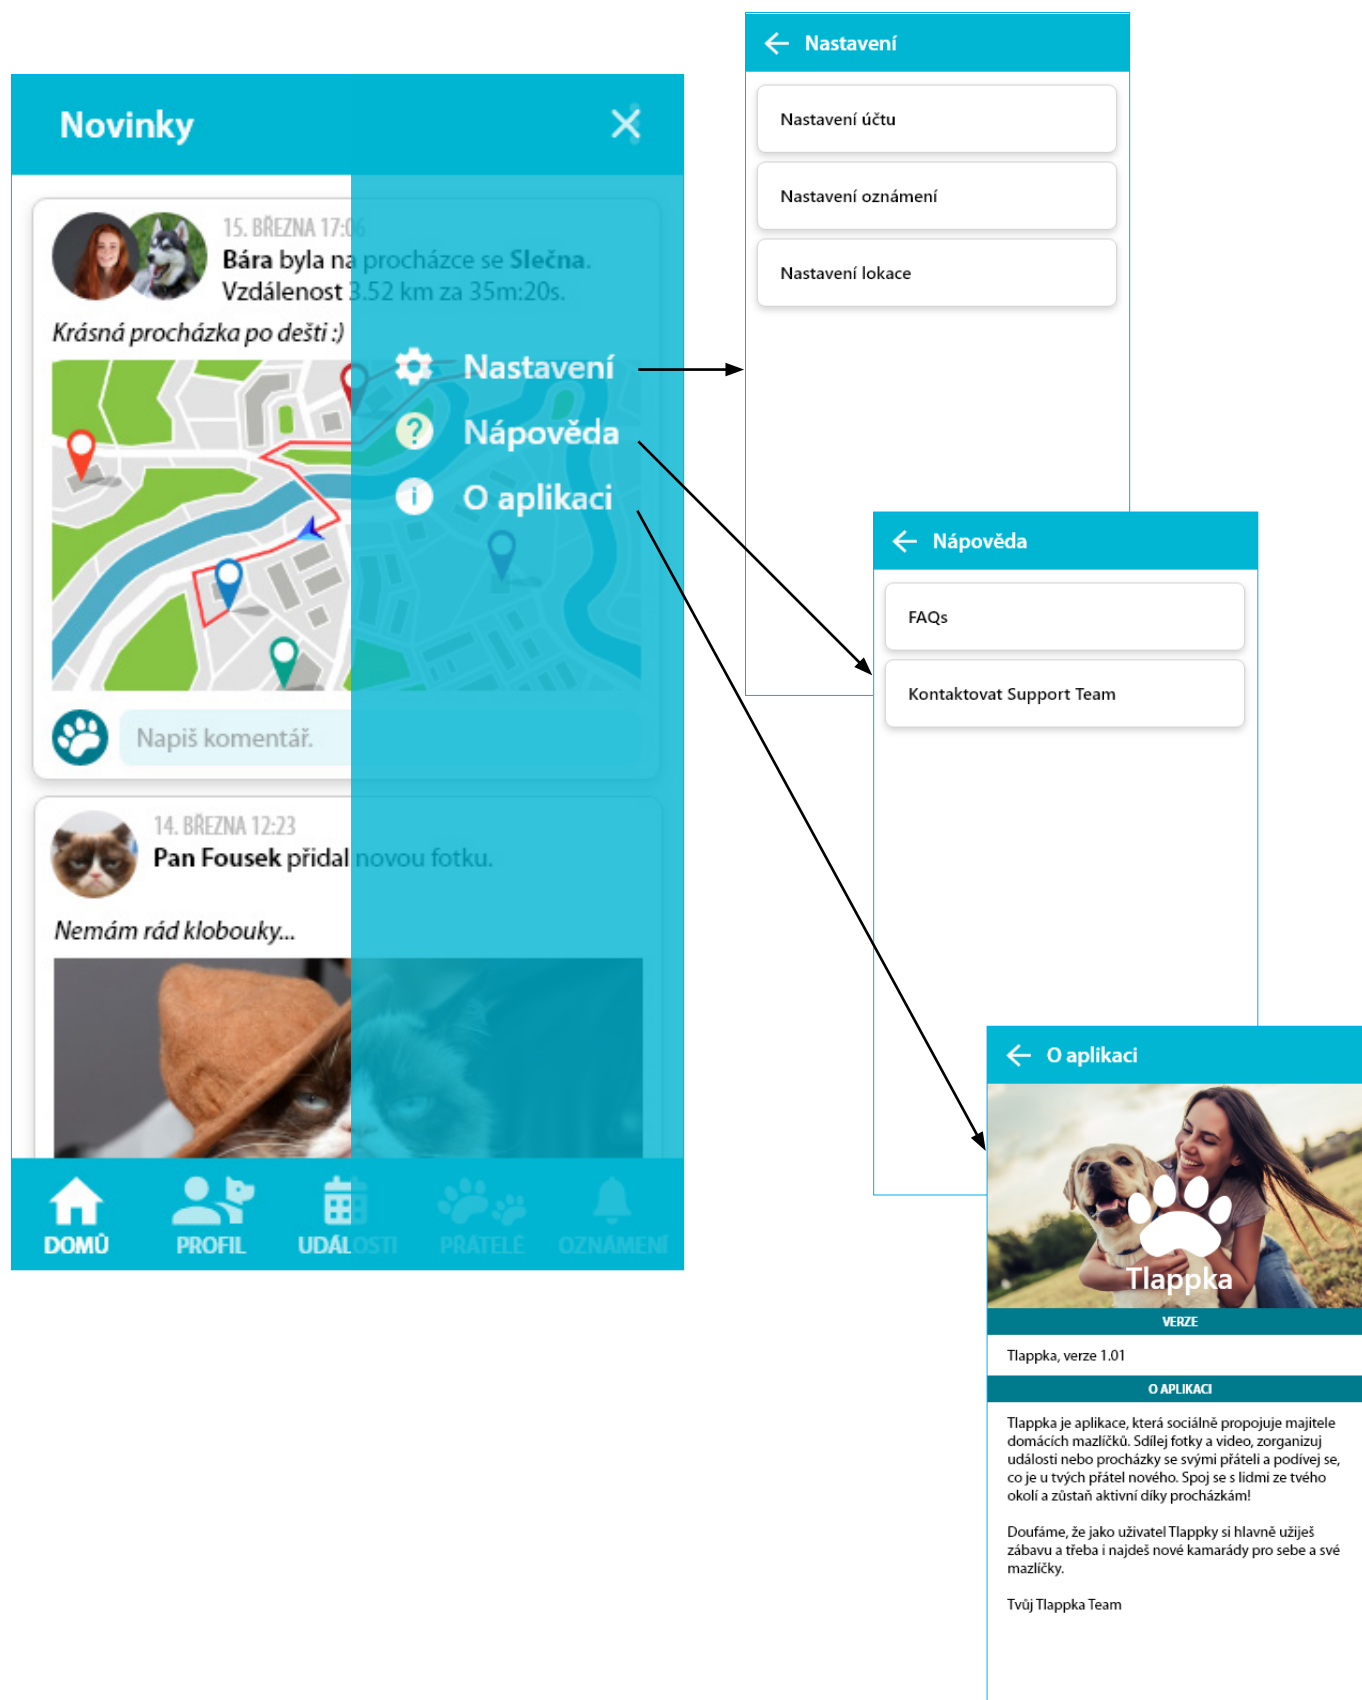 Novinky
15. BŘEZNA 17:06
Bára byla na procházce se Slečna.
Vzdálenost 3.52 km za 35m:20s.
Krásná procházka po dešti :)
Nastavení
Nápověda
O aplikaci
Napiš komentář.
14. BŘEZNA 12:23
Pan Fousek přidal novou fotku.
Nemám rád klobouky...
DOMŮ
PROFIL
UDÁLOSTI
PŘÁTELÉ
OZNÁMENÍ
Nastavení
Nastavení účtu
Nastavení oznámení
Nastavení lokace
Nápověda
FAQs
Kontaktovat Support Team
O aplikaci
Tlappka
VERZE
Tlappka, verze 1.01
O APLIKACI
Tlappka je aplikace, která sociálně propojuje majitele
domácích mazlíčků. Sdílej fotky a video, zorganizuj
události nebo procházky se svými přáteli a podívej se,
co je u tvých přátel nového. Spoj se s lidmi ze tvého
okolí a zůstaň aktivní díky procházkám!
Doufáme, že jako uživatel Tlappky si hlavně užiješ
zábavu a třeba i najdeš nové kamarády pro sebe a své
mazlíčky.
Tvůj Tlappka Team